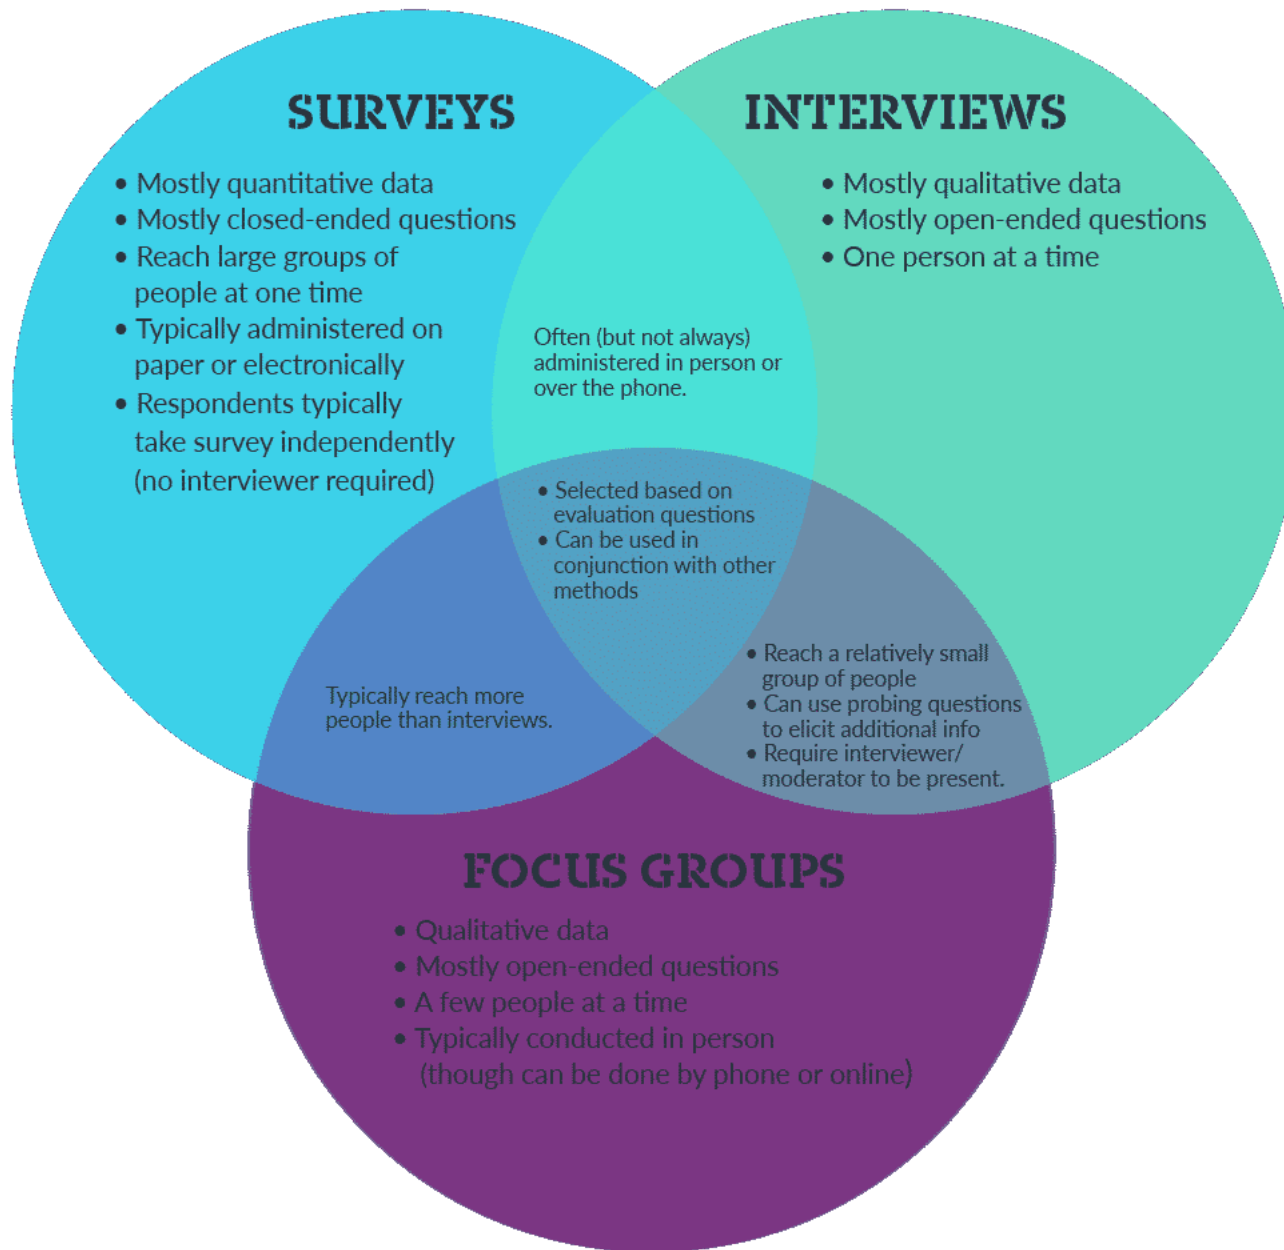 SURVEYS
• Mostly quantitative data
• Mostly closed-ended questions
• Reach large groups of
people at one time
• Typically administered on
paper or electronically
• Respondents typically
take survey independently
(no interviewer required)
INTERVIEWS
• Mostly qualitative data
• Mostly open-ended questions
• One person at a time
Often (but not always)
administered in person or
over the phone.
• Selected based on
evaluation questions
• Can be used in
conjunction with other
methods
Typically reach more
people than interviews.
• Reach a relatively small
group of people
• Can use probing questions
to elicit additional info
• Require interviewer/
moderator to be present.
FOCUS GROUPS
• Qualitative data
• Mostly open-ended questions
• A few people at a time
• Typically conducted in person
(though can be done by phone or online)